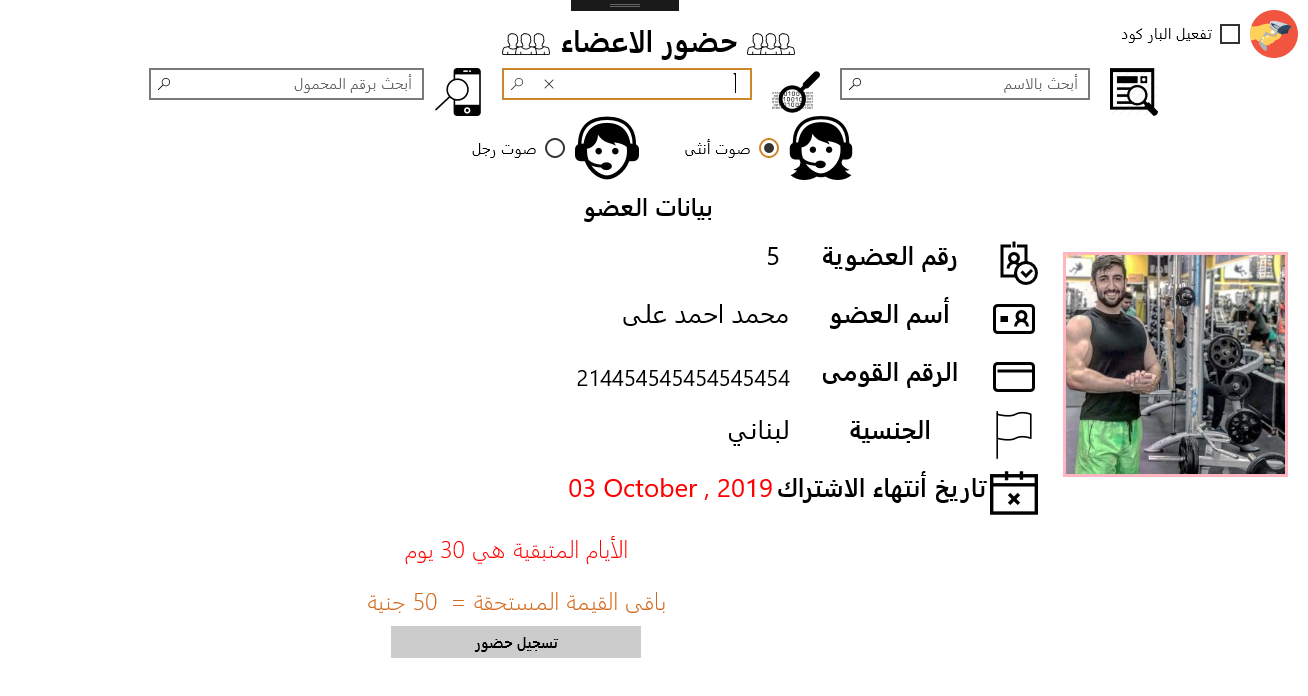 تفعيل البار كود
حضور الاعضاء
أبحث بالاسم
أ
أبحث برقم المحمول
صوت أنثى
صوت رجل
بيانات العضو
رقم العضوية 5
أسم العضو محمد احمد على
الرقم القومى 214454545454545454
الجنسية لبناني
تاريخ أنتهاء الاشتراك 03 October , 2019
الأيام المتبقية هي 30 يوم
باقى القيمة المستحقة = 50 جنية
تسجيل حضور